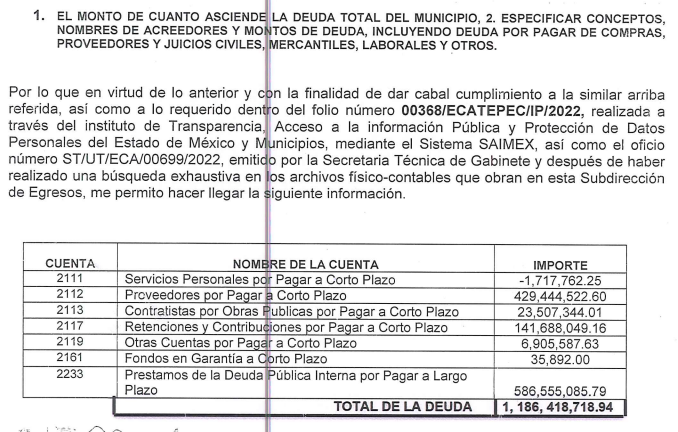 1. EL MONTO DE CUANTO ASCIENDE LA DEUDA TOTAL DEL MUNICIPIO, 2. ESPECIFICAR CONCEPTOS,
NOMBRES DE ACREEDORES Y MONTOS DE DEUDA, INCLUYENDO DEUDA POR PAGAR DE COMPRAS,
PROVEEDORES Y JUICIOS CIVILES, MERCANTILES, LABORALES Y OTROS.
Por lo que en virtud de lo anterior y con la finalidad de dar cabal cumplimiento a la similar arriba
referida, así como a lo requerido dentro del folio número 00368/ECATEPEC/IP/2022, realizada a
través del instituto de Transparencia, Acceso a la información Pública y Protección de Datos
Personales del Estado de México y Municipios, mediante el Sistema SAIMEX, así como el oficio
número ST/UT/ECA/00699/2022, emitido por la Secretaria Técnica de Gabinete y después de haber
realizado una búsqueda exhaustiva en los archivos físico-contables que obran en esta Subdirección
de Egresos, me permito hacer llegar la siguiente información.
CUENTA NOMBRE DE LA CUENTA IMPORTE
2111 Servicios Personales por Pagar a Corto Plazo -1,717,762.25
2112 Proveedores por Pagar a Corto Plazo 429,444,522.60
2113 Contratistas por Obras Publicas por Pagar a Corto Plazo 23,507,344.01
2117 Retenciones y Contribuciones por Pagar a Corto Plazo 141,688,049.16
2119 Otras Cuentas por Pagar a Corto Plazo 6,905,587.63
2161 Fondos en Garantía a Corto Plazo 35,892.00
2233 Prestamos de la Deuda Pública Interna por Pagar a Largo
Plazo 586,555,085.79
TOTAL DE LA DEUDA 1, 186, 418,718.94